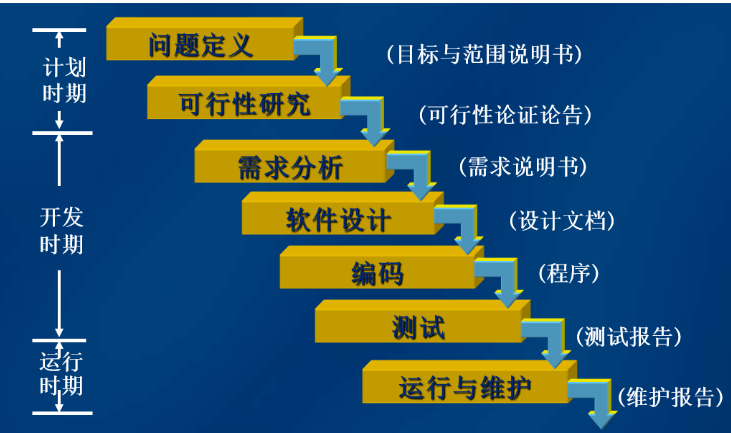 问题定义
(目标与范围说明书)
计划
时期
可行性研究
(可行性论证论告)
需求分析
(需求说明书)
开发
时期
软件设计
(设计文档)
编码
(程序)
测试
(测试报告)
运行
时期
运行与维护
(维护报告)